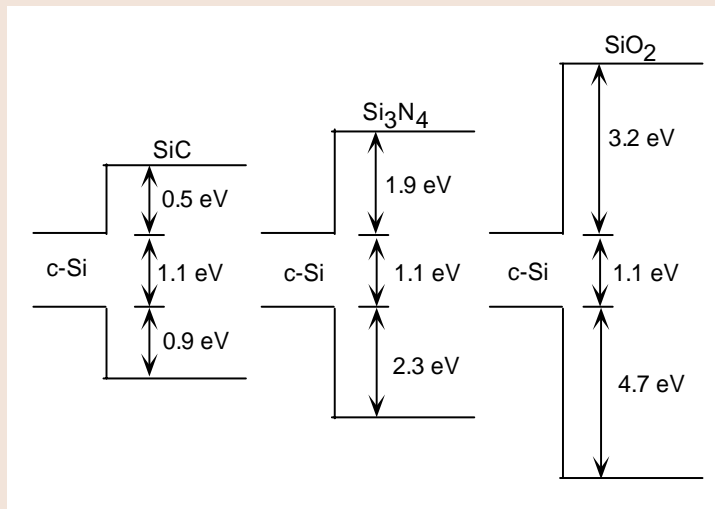 SiC
0.5 eV
c-Si
1.1 eV
0.9 eV
Si3N4
1.9 eV
c-Si
1.1 eV
2.3 eV
SiO2
3.2 eV
c-Si
1.1 eV
4.7 eV